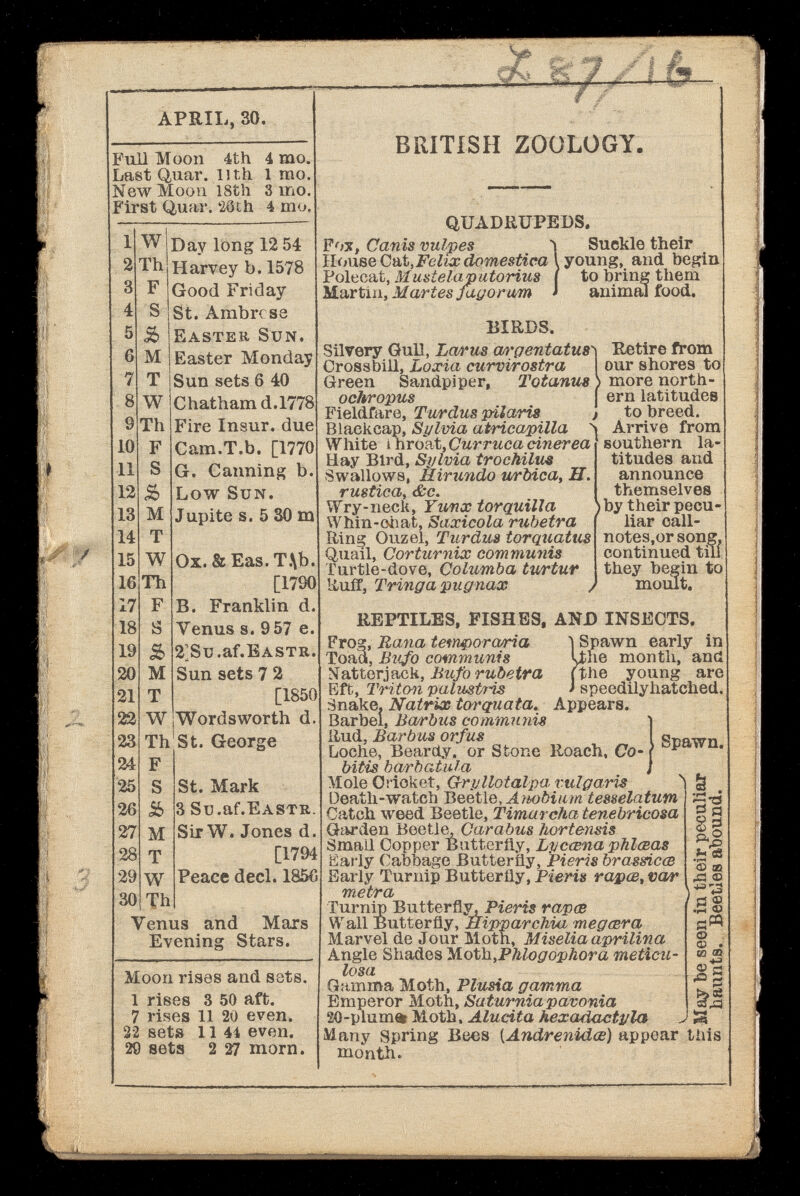 L 87/16
APRIL, 30.
Full Moon 4th 4 mo.
Last Quar. 11th 1 mo.
New Moon 18th 3 mo.
First Quar. 26th 4 mo.
1 W Day long 12 54
2 Th Harvey b. 1578
3 F Good Friday
4 S St. Ambrose
5 S EASTER SUN.
6 M Easter Monday
7 T Sun sets 6 40
8 W Chatham d.1778
9 Th Fire Insur. due
10 F Cam.T.b. [1770
11 S G. Canning b.
12 S LOW SUN.
13 M Jupite s. 5 30 m
14 T
15 W Ox. & Eas. T. b.
16 Th [1790
17 F B. Franklin d.
18 S Venus s. 9 57 e.
19 S 2 SU.af.EASTR.
20 M Sun sets 7 2
21 T [1850
22 W Wordsworth d.
23 Th St. George
24 F
25 S St. Mark
26 S 3 SU.af.EASTR.
27 M Sir W. Jones d.
28 T [1794
29 W Peace decl. 1856
30 Th
Venus and Mars
Evening Stars.
Moon rises and sets.
1 rises 3 50 aft.
7 rises 11 20 even.
22 sets 11 44 even.
29 sets 2 27 morn.
2
3
BRITISH ZOOLOGY.
QUADRUPEDS.
Fox, Canis vulpes
House Cat, Felix domestica
Polecat, Mustela putorius
Martin, Martes fagorum
Suckle their
young, and begin
to bring them
animal food.
BIRDS.
Silvery Gull, Larus argentatus
Crossbill, Loxia curvirostra
Green Sandpiper, Totanus
ochropus
Fieldfare, Turdus pilaris
Retire from
our shores to
more north-
ern latitudes
to breed.
Blackcap, Sylvia atricapilla
White Throat, Curruca cinerea
Hay Bird, Sylvia trochilus
Swallows, Hirundo urbica, H.
rustica, &c.
Wry-neck, Yunx torquilla
Whin-chat, Saxicola rubetra
Ring Ouzel, Turdus torquatus
Quail, Corturnix communis
Turtle-dove, Columba turtur
Ruff, Tringa pugnax
Arrive from
southern la-
titudes and
announce
themselves
by their pecu-
liar call-
notes, or song,
continued till
they begin to
moult.
REPTILES, FISHES, AND INSECTS.
Frog, Rana temporaria
Toad, Bufo communis
Natterjack, Bufo rubetra
Eft, Triton palustris
Spawn early in
the month, and
the young are
speedily hatched.
Snake, Natrix torquata. Appears.
Barbel, Barbus communis
Rud, Barbus orfus
Loche, Beardy, or Stone Roach, Co-
bitis barbatula
Spawn.
Mole Cricket, Gryllotalpa vulgaris
Death-watch Beetle, Anobium tesselatum
Catch weed Beetle, Timarcha tenebricosa
Garden Beetle, Carabus hortensis
Small Copper Butterfly, Lycæna phlæas
Early Cabbage Butterfly, Pieris brassicæ
Early Turnip Butterfly, Pieris rapæ, var
metra
Turnip Butterfly, Pieris rapæ
Wall Butterfly, Hipparchia megæra
Marvel de Jour Moth, Miselia aprilina
Angle Shades Moth, Phlogophora meticu-
losa
Gamma Moth, Plusia gamma
Emperor Moth, Saturnia pavonia
20-plume Moth, Alucita hexadactyla
May be seen in their peculiar
haunts. Beetles abound.
Many Spring Bees (Andrenidæ) appear this
month.